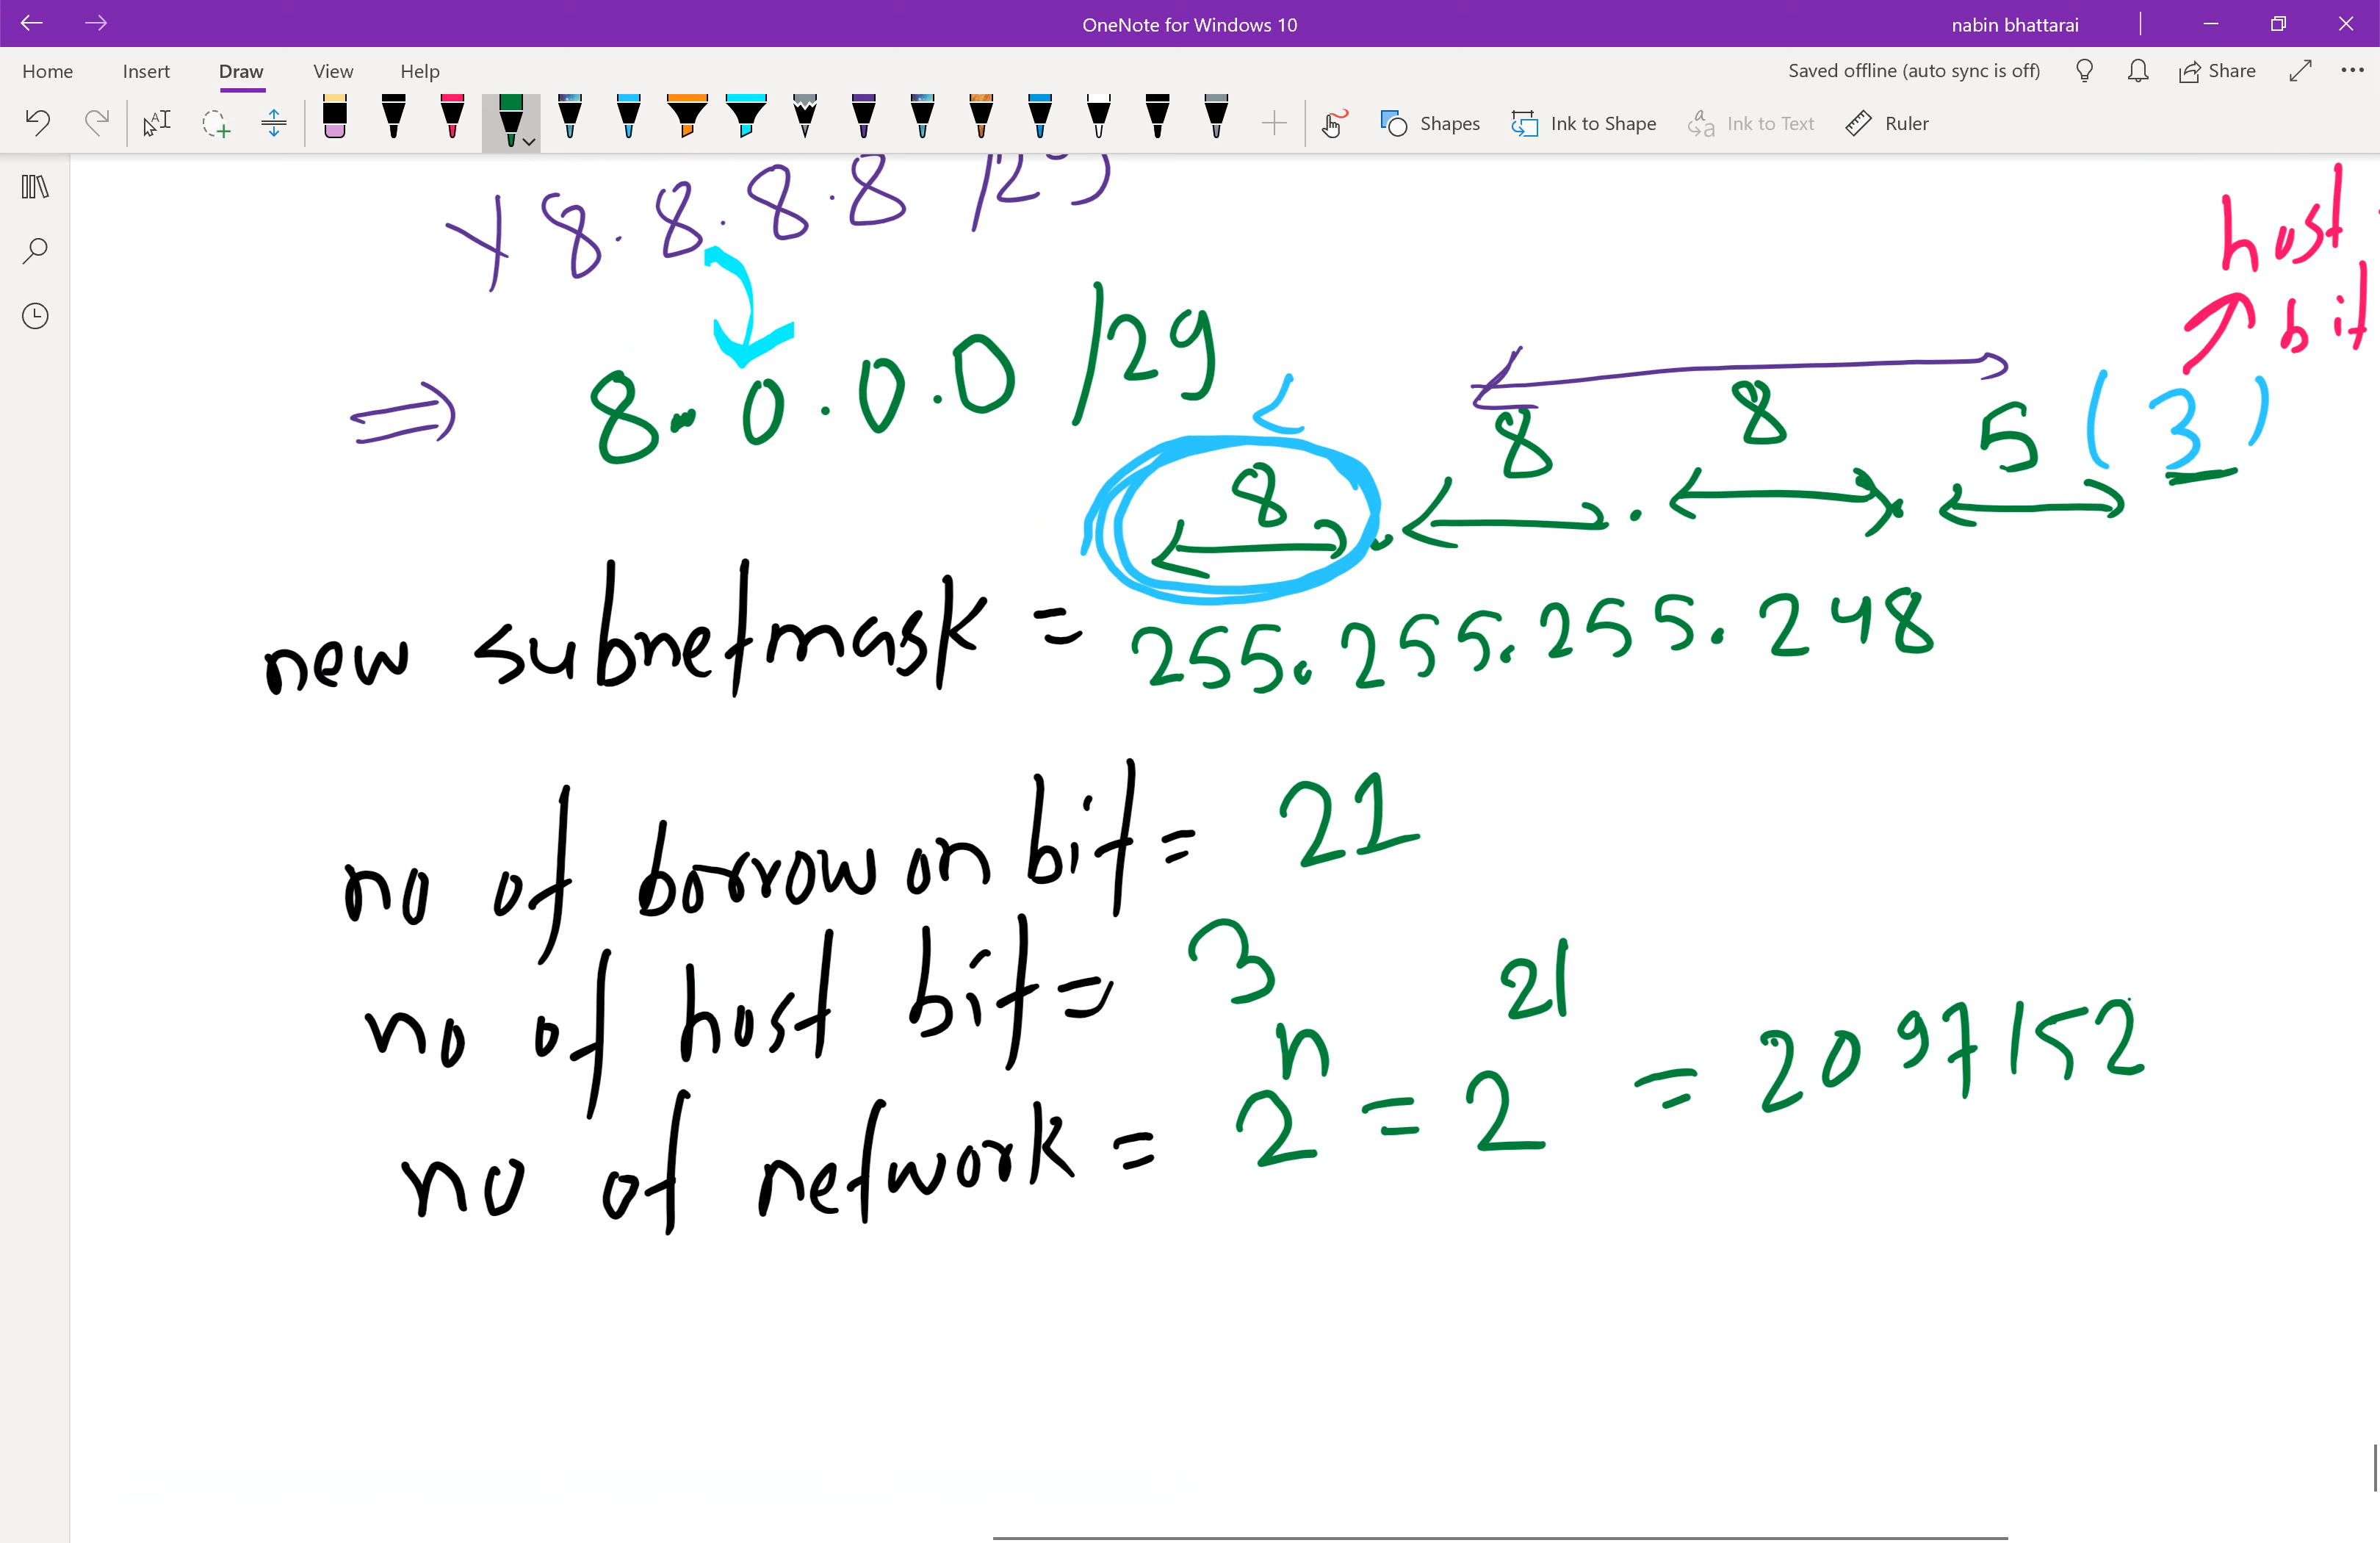 OneNote for Windows 10
nabin bhattarai
Home Insert Draw View Help
Saved offline (auto sync is off) Share
Shapes Ink to Shape Ink to Text Ruler
8.8.8.8 /29
host
bit
⇒ 8.0.0.0 /29
8 8 8 5 (3)
new subnetmask = 255.255.255.248
no of borrow on bit = 21
no of host bit = 3
no of network = 2ⁿ = 2²¹ = 2097152